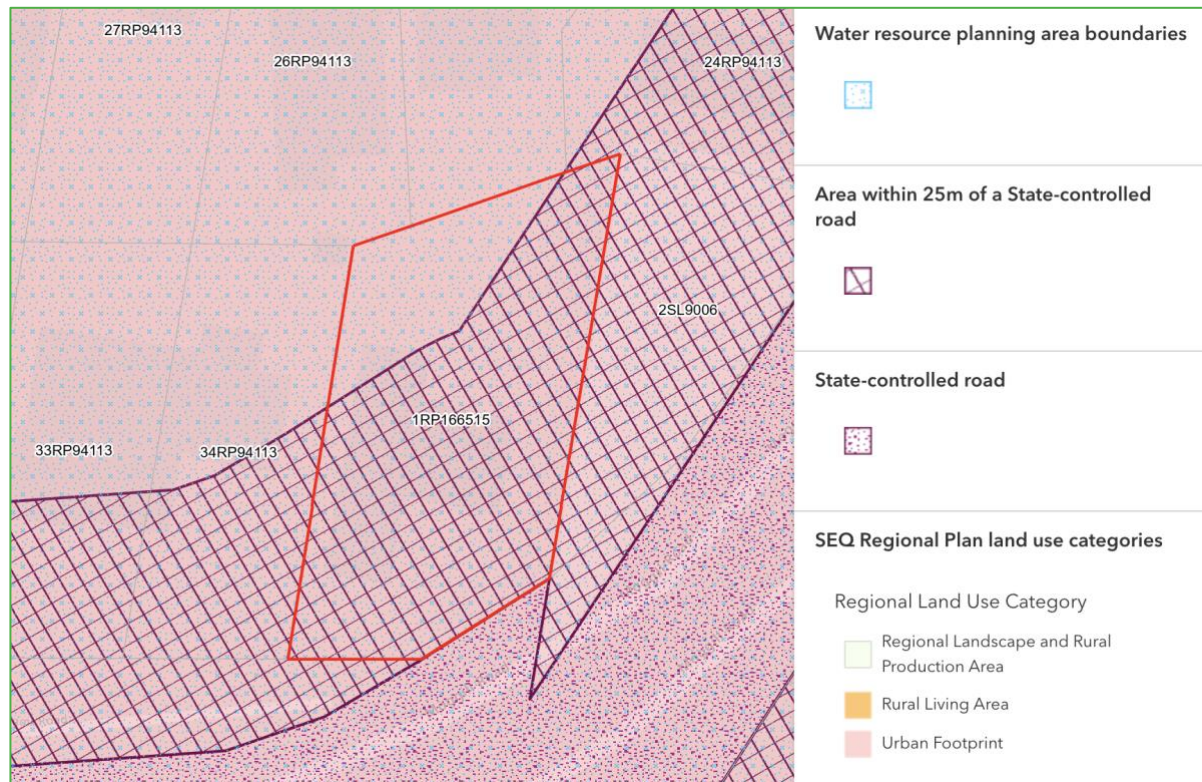 27RP94113
26RP94113
24RP94113
2SL9006
1RP166515
33RP94113
34RP94113
Water resource planning area boundaries
Area within 25m of a State-controlled
road
State-controlled road
SEQ Regional Plan land use categories
Regional Land Use Category
Regional Landscape and Rural
Production Area
Rural Living Area
Urban Footprint